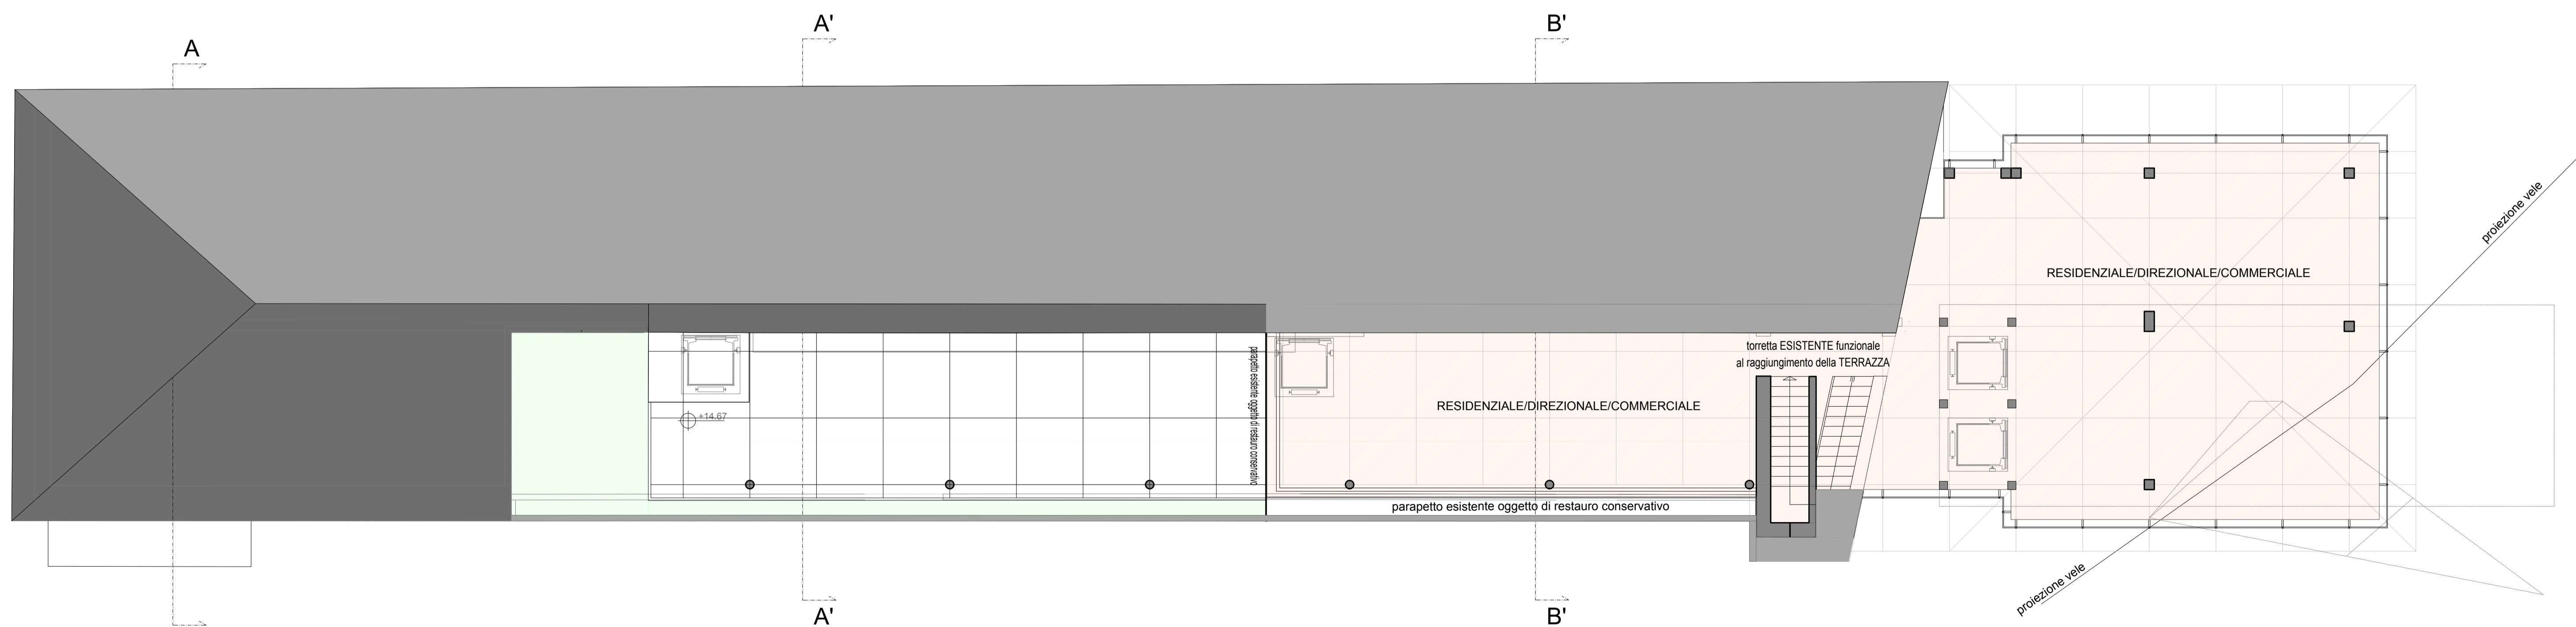 A
A'
B'
proiezione vele
RESIDENZIALE/DIREZIONALE/COMMERCIALE
torretta ESISTENTE funzionale
al raggiungimento della TERRAZZA
parapetto esistente oggetto di restauro conservativo
RESIDENZIALE/DIREZIONALE/COMMERCIALE
+14.67
parapetto esistente oggetto di restauro conservativo
proiezione vele
A'
B'